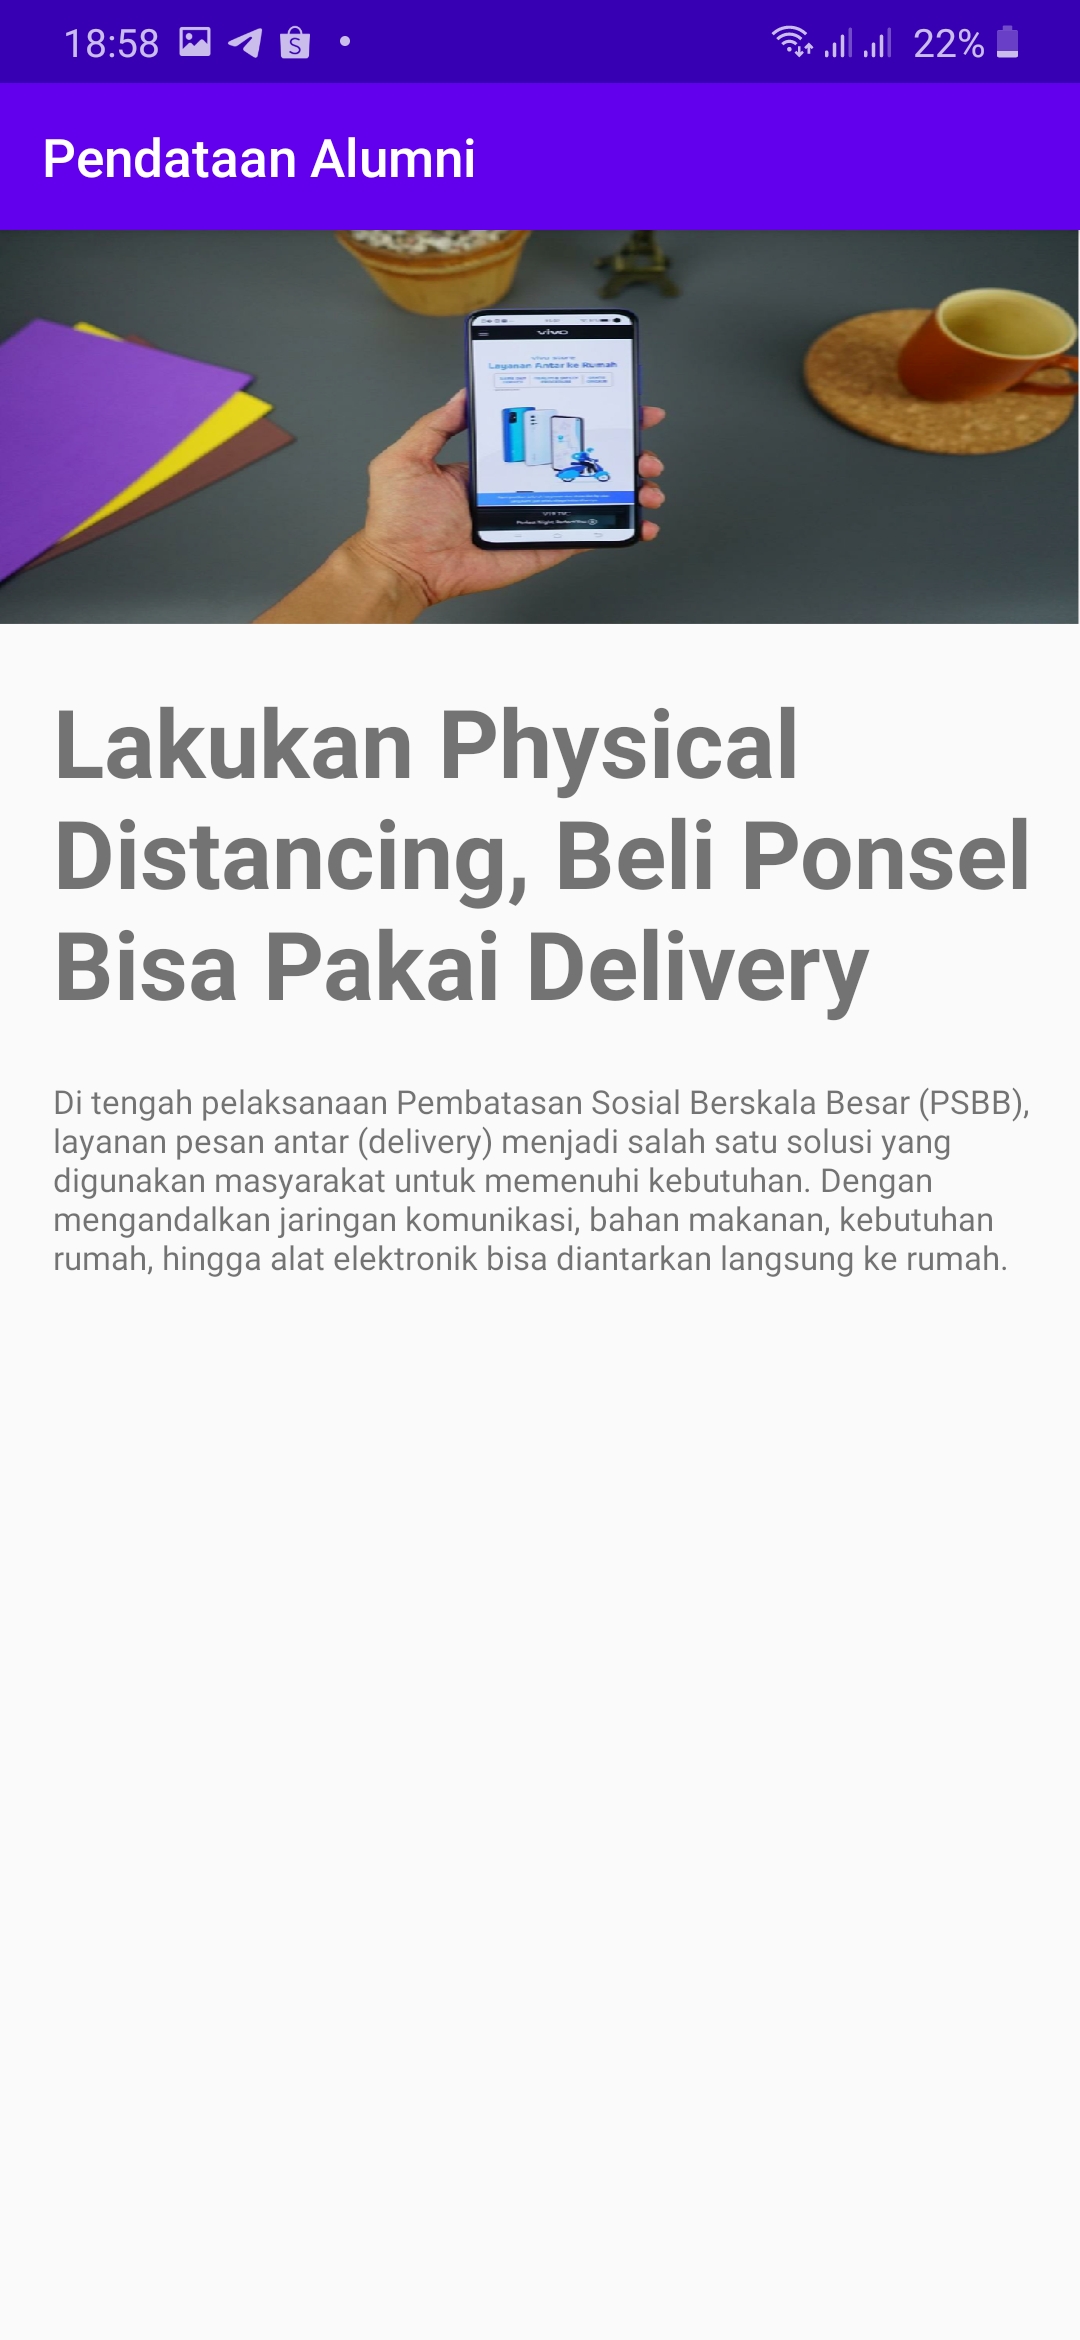 18:58
22%
Pendataan Alumni
vivo
Layanan Antar ke Rumah
Lakukan Physical
Distancing, Beli Ponsel
Bisa Pakai Delivery
Di tengah pelaksanaan Pembatasan Sosial Berskala Besar (PSBB),
layanan pesan antar (delivery) menjadi salah satu solusi yang
digunakan masyarakat untuk memenuhi kebutuhan. Dengan
mengandalkan jaringan komunikasi, bahan makanan, kebutuhan
rumah, hingga alat elektronik bisa diantarkan langsung ke rumah.